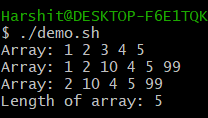 Harshit@DESKTOP-F6E1TQK
$ ./demo.sh
Array: 1 2 3 4 5
Array: 1 2 10 4 5 99
Array: 2 10 4 5 99
Length of array: 5